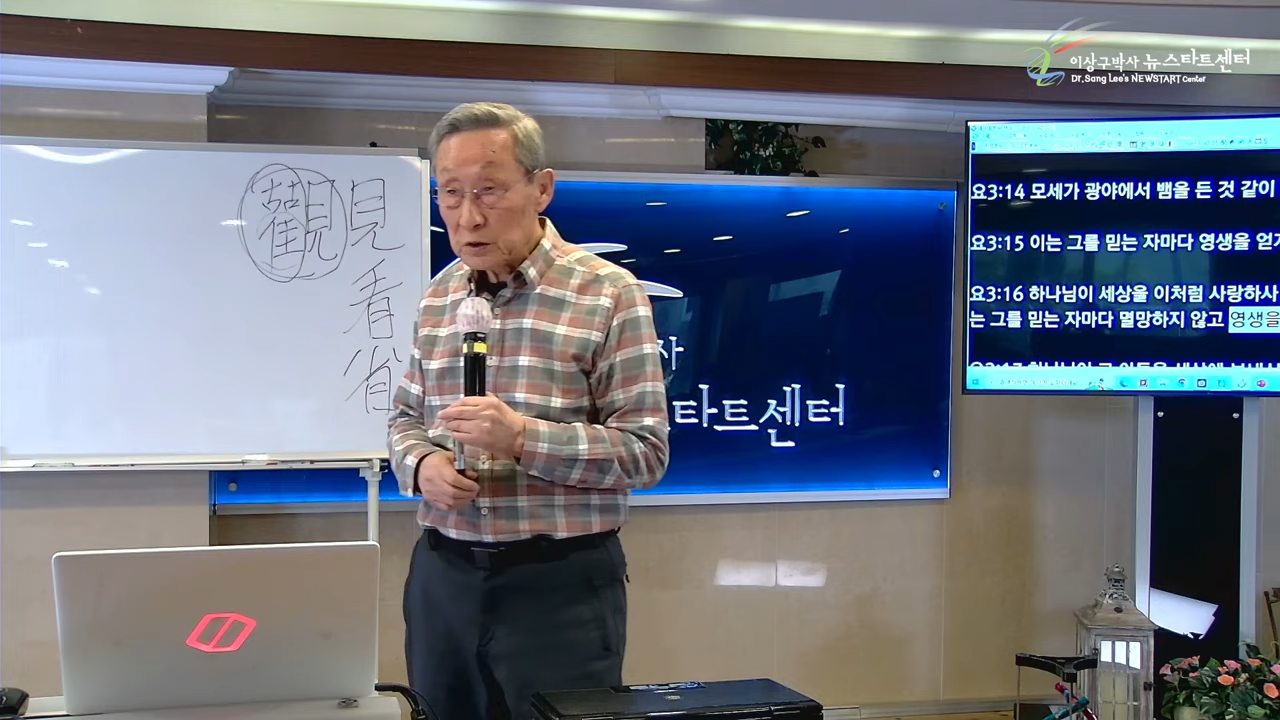 이상구박사 뉴스타트센터
Dr.Sang Lee's NEWSTART Center
觀見
看
省
요3:14 모세가 광야에서 뱀을 든 것 같이
요3:15 이는 그를 믿는 자마다 영생을 얻
요3:16 하나님이 세상을 이처럼 사랑하사
는 그를 믿는 자마다 멸망하지 않고 영생을
타트센터